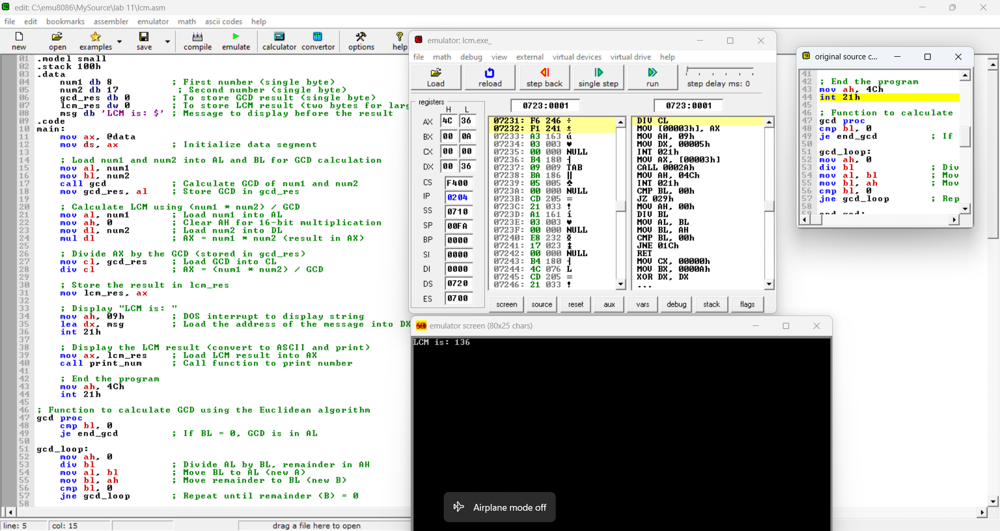 edit: C:\emu8086\MySource\lab 11\lcm.asm
file edit bookmarks assembler emulator math ascii codes help
new open examples save compile emulate calculator convertor options help
01 .model small
02 .stack 100h
03 .data
04 num1 db 8 ; First number (single byte)
05 num2 db 17 ; Second number (single byte)
06 gcd_res db 0 ; To store GCD result (single byte)
07 lcm_res dw 0 ; To store LCM result (two bytes for larg
08 msg db 'LCM is: $' ; Message to display before the result
09 .code
10 main:
11 mov ax, @data
12 mov ds, ax ; Initialize data segment
13
14 ; Load num1 and num2 into AL and BL for GCD calculation
15 mov al, num1
16 mov bl, num2
17 call gcd ; Calculate GCD of num1 and num2
18 mov gcd_res, al ; Store GCD in gcd_res
19
20 ; Calculate LCM using (num1 * num2) / GCD
21 mov al, num1 ; Load num1 into AL
22 mov ah, 0 ; Clear AH for 16-bit multiplication
23 mov dl, num2 ; Load num2 into DL
24 mul dl ; AX = num1 * num2 (result in AX)
25
26 ; Divide AX by the GCD (stored in gcd_res)
27 mov cl, gcd_res ; Load GCD into CL
28 div cl ; AX = (num1 * num2) / GCD
29
30 ; Store the result in lcm_res
31 mov lcm_res, ax
32
33 ; Display "LCM is: "
34 mov ah, 09h ; DOS interrupt to display string
35 lea dx, msg ; Load the address of the message into DX
36 int 21h
37
38 ; Display the LCM result (convert to ASCII and print)
39 mov ax, lcm_res ; Load LCM result into AX
40 call print_num ; Call function to print number
41
42 ; End the program
43 mov ah, 4Ch
44 int 21h
45
46 ; Function to calculate GCD using the Euclidean algorithm
47 gcd proc
48 cmp bl, 0
49 je end_gcd ; If BL = 0, GCD is in AL
50
51 gcd_loop:
52 mov ah, 0
53 div bl ; Divide AL by BL, remainder in AH
54 mov al, bl ; Move BL to AL (new A)
55 mov bl, ah ; Move remainder to BL (new B)
56 cmp bl, 0
57 jne gcd_loop ; Repeat until remainder (B) = 0
58
line: 5 col: 15 drag a file here to open
emulator: lcm.exe_
file math debug view external virtual devices virtual drive help
Load reload step back single step run step delay ms: 0
registers
H L
AX 4C 36
BX 00 0A
CX 00 00
DX 00 36
CS F400
IP 0204
SS 0710
SP 00FA
BP 0000
SI 0000
DI 0000
DS 0720
ES 0700
0723:0001 0723:0001
07231: F6 246 ÷
07232: F1 241 ±
07233: A3 163 ú
07234: 03 003 ♥
07235: 00 000 NULL
07236: B4 180 ┤
07237: 09 009 TAB
07238: BA 186 ║
07239: 05 005 ♣
0723A: 00 000 NULL
0723B: CD 205 =
0723C: 21 033 !
0723D: A1 161 í
0723E: 03 003 ♥
0723F: 00 000 NULL
07240: E8 232
07241: 17 023 ↨
07242: 00 000 NULL
07243: B4 180 ┤
07244: 4C 076 L
07245: CD 205 =
07246: 21 033 !
DIV CL
MOV [00003h], AX
MOV AH, 09h
MOV DX, 00005h
INT 021h
MOV AX, [00003h]
CALL 0002Ah
MOV AH, 04Ch
INT 021h
CMP BL, 00h
JZ 029h
MOV AH, 00h
DIV BL
MOV AL, BL
MOV BL, AH
CMP BL, 00h
JNE 01Ch
RET
MOV CX, 00000h
MOV BX, 0000Ah
XOR DX, DX
...
screen source reset aux vars debug stack flags
emulator screen (80x25 chars)
LCM is: 136
Airplane mode off
original source c...
41
42 ; End the program
43 mov ah, 4Ch
44 int 21h
45
46 ; Function to calculate
47 gcd proc
48 cmp bl, 0
49 je end_gcd ; If
50
51 gcd_loop:
52 mov ah, 0
53 div bl ; Div
54 mov al, bl ; Mov
55 mov bl, ah ; Mov
56 cmp bl, 0
57 jne gcd_loop ; Rep
58